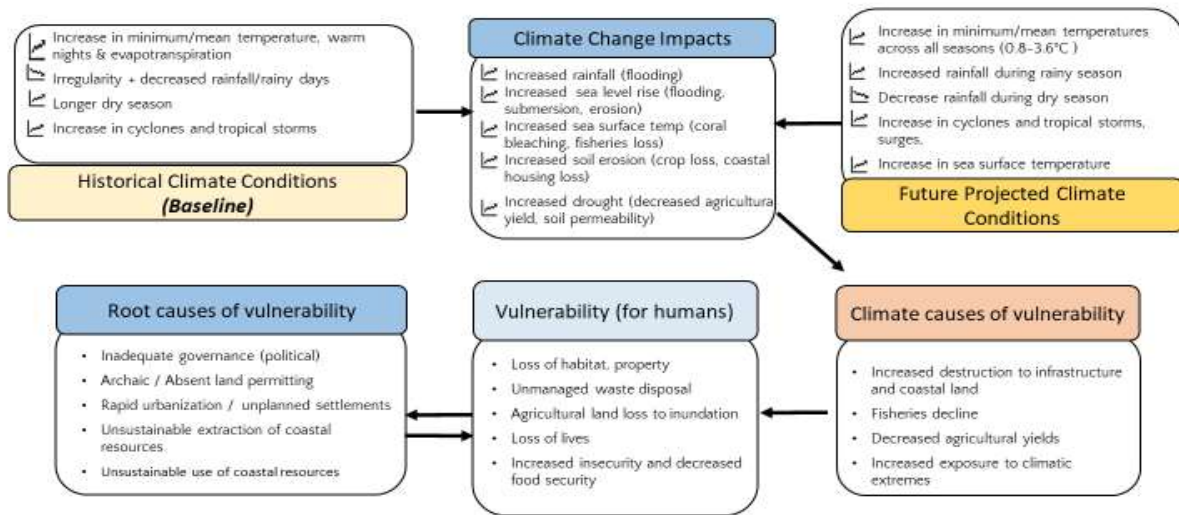 Increase in minimum/mean temperature, warm
nights & evapotranspiration
Irregularity + decreased rainfall/rainy days
Longer dry season
Increase in cyclones and tropical storms
Historical Climate Conditions
(Baseline)
Climate Change Impacts
Increased rainfall (flooding)
Increased sea level rise (flooding,
submersion, erosion)
Increased sea surface temp (coral
bleaching, fisheries loss)
Increased soil erosion (crop loss, coastal
housing loss)
Increased drought (decreased agricultura
yield, soil permeability)
Increase in minimum/mean temperatures
across all seasons (0.8-3.6°C )
Increased rainfall during rainy season
Decrease rainfall during dry season
Increase in cyclones and tropical storms,
surges,
Increase in sea surface temperature
Future Projected Climate
Conditions
Root causes of vulnerability
• Inadequate governance (political)
• Archaic / Absent land permitting
• Rapid urbanization / unplanned settlements
• Unsustainable extraction of coastal
resources
• Unsustainable use of coastal resources
Vulnerability (for humans)
• Loss of habitat, property
• Unmanaged waste disposal
• Agricultural land loss to inundation
• Loss of lives
• Increased insecurity and decreased
food security
Climate causes of vulnerability
• Increased destruction to infrastructure
and coastal land
• Fisheries decline
• Decreased agricultural yields
• Increased exposure to climatic
extremes